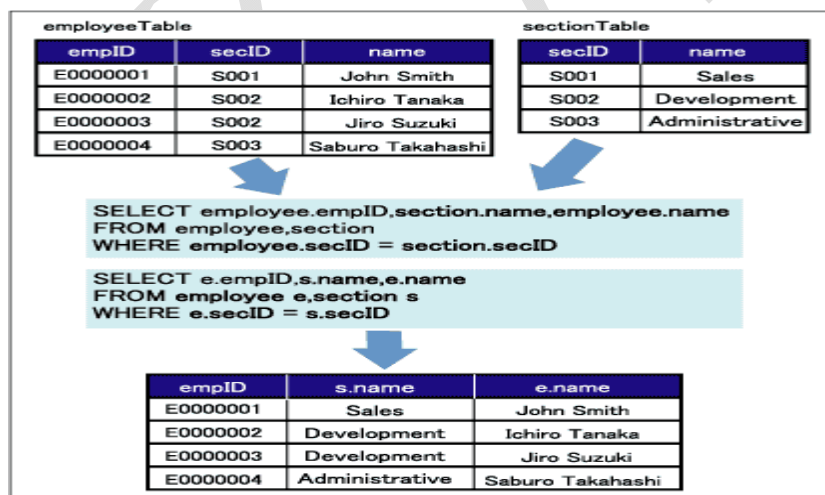 employeeTable
empID secID name
E0000001 S001 John Smith
E0000002 S002 Ichiro Tanaka
E0000003 S002 Jiro Suzuki
E0000004 S003 Saburo Takahashi
sectionTable
secID name
S001 Sales
S002 Development
S003 Administrative
SELECT employee.empID,section.name,employee.name
FROM employee,section
WHERE employee.secID = section.secID
SELECT e.empID,s.name,e.name
FROM employee e,section s
WHERE e.secID = s.secID
empID s.name e.name
E0000001 Sales John Smith
E0000002 Development Ichiro Tanaka
E0000003 Development Jiro Suzuki
E0000004 Administrative Saburo Takahashi